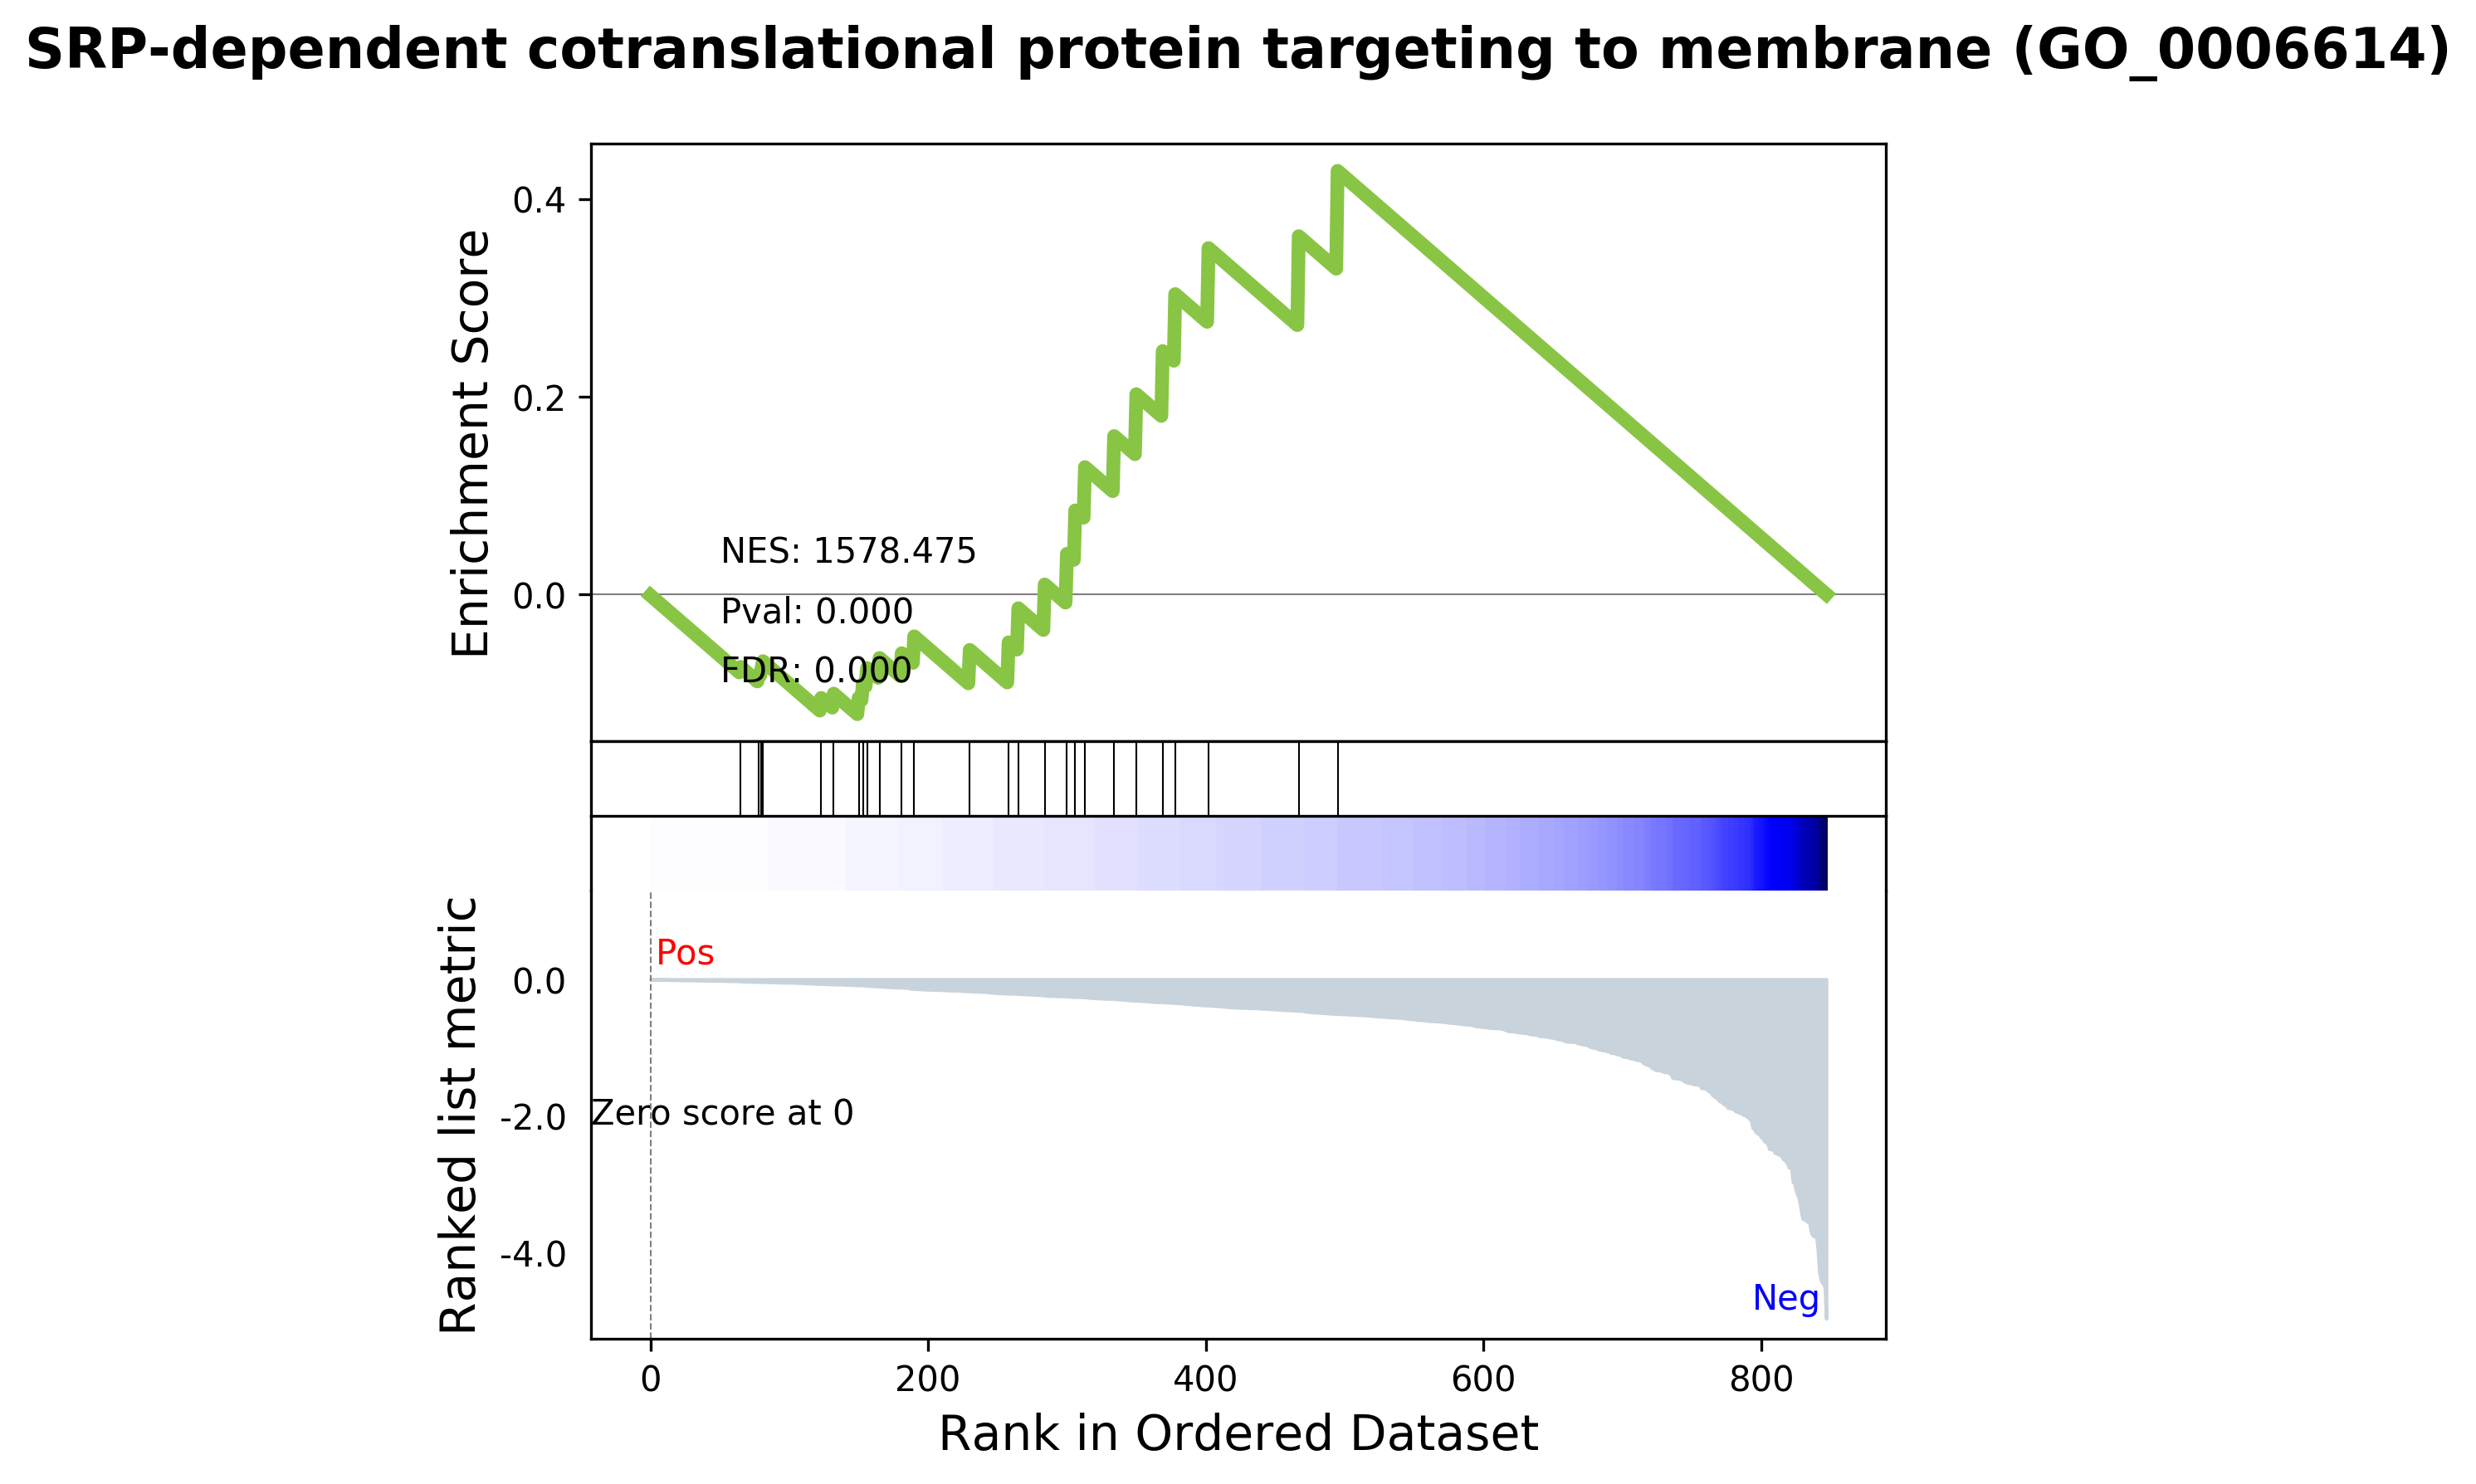 SRP-dependent cotranslational protein targeting to membrane (GO_0006614)
Enrichment Score
0.4
0.2
0.0
NES: 1578.475
Pval: 0.000
FDR: 0.000
Ranked list metric
0.0
-2.0
-4.0
Pos
Zero score at 0
Neg
0 200 400 600 800
Rank in Ordered Dataset